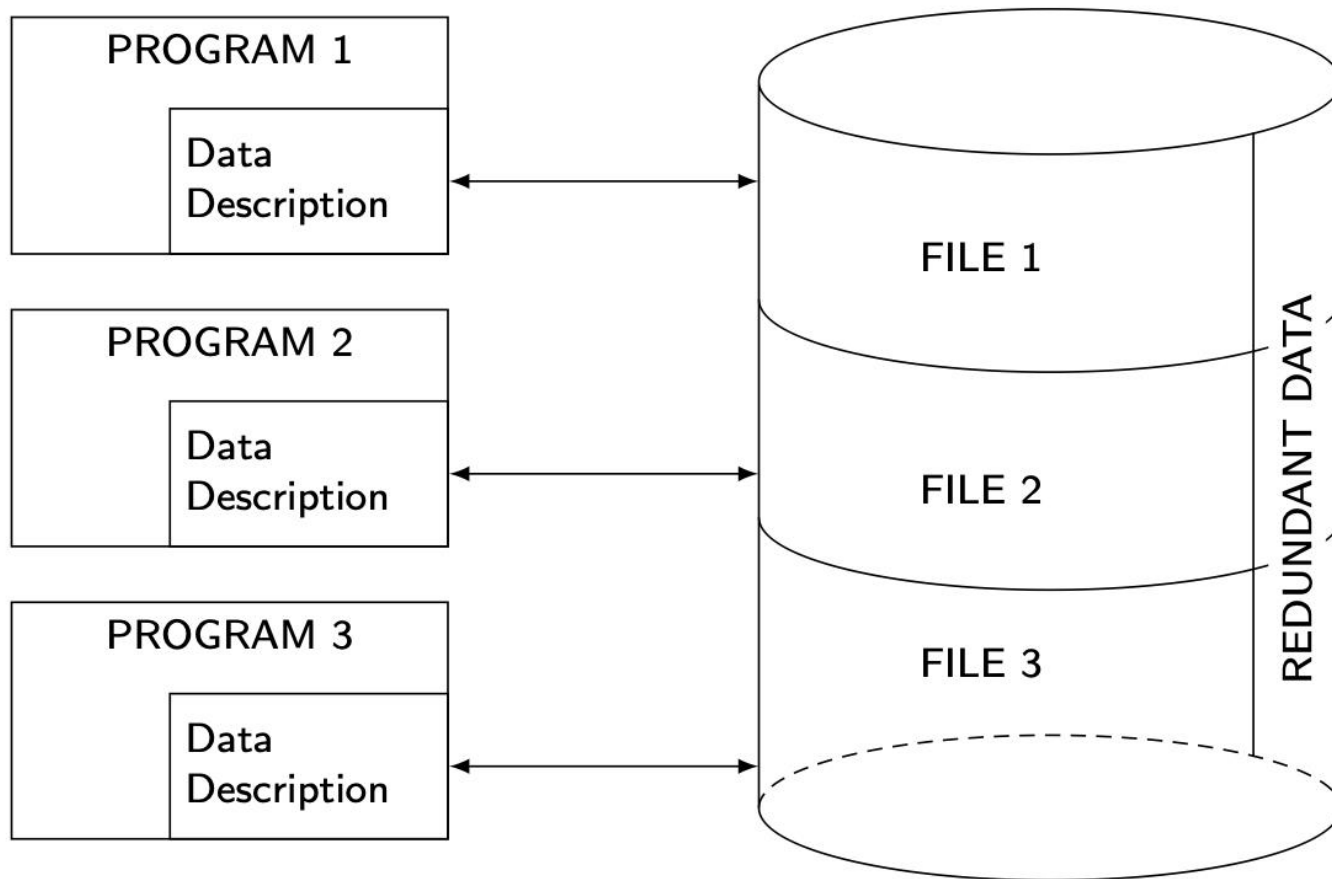 PROGRAM 1
Data
Description
PROGRAM 2
Data
Description
PROGRAM 3
Data
Description
FILE 1
FILE 2
FILE 3
REDUNDANT DATA